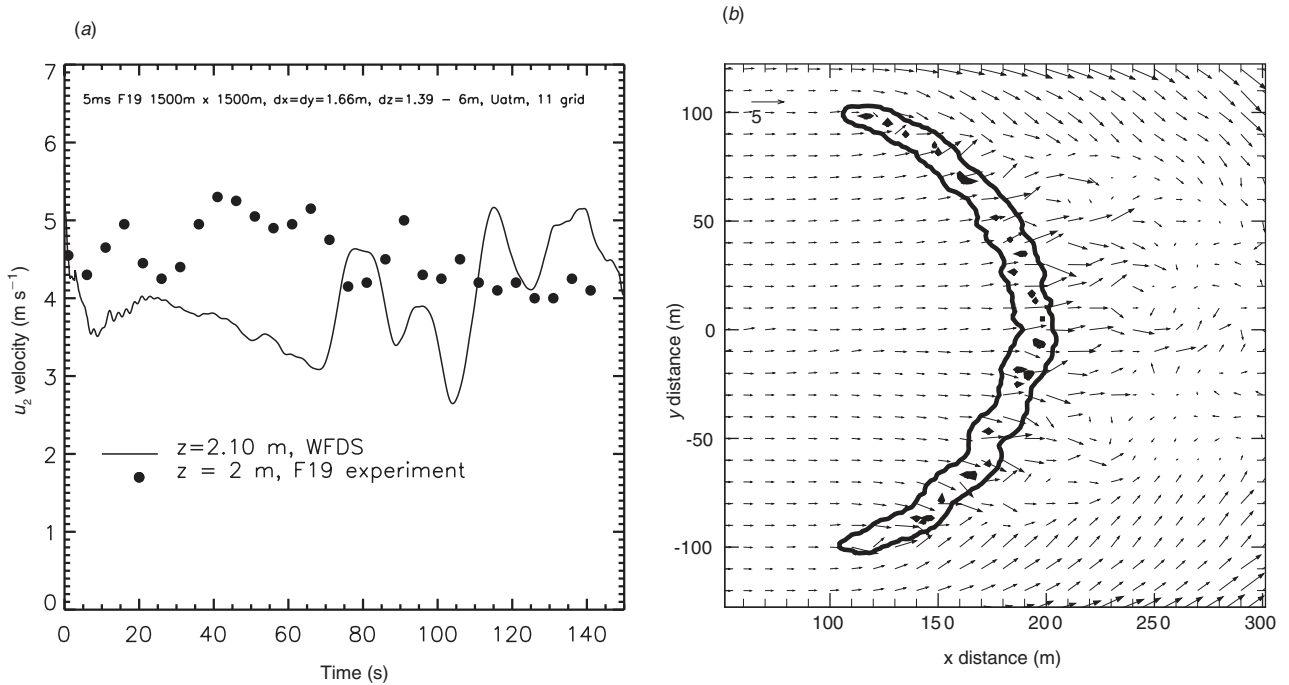 (a)
7
6
5
4
3
2
1
0
u₂ velocity (m s⁻¹)
5ms F19 1500m x 1500m, dx=dy=1.66m, dz=1.39 – 6m, Uatm, 11 grid
z=2.10 m, WFDS
z = 2 m, F19 experiment
0 20 40 60 80 100 120 140
Time (s)
(b)
5
100
50
0
-50
-100
y distance (m)
100 150 200 250 300
x distance (m)